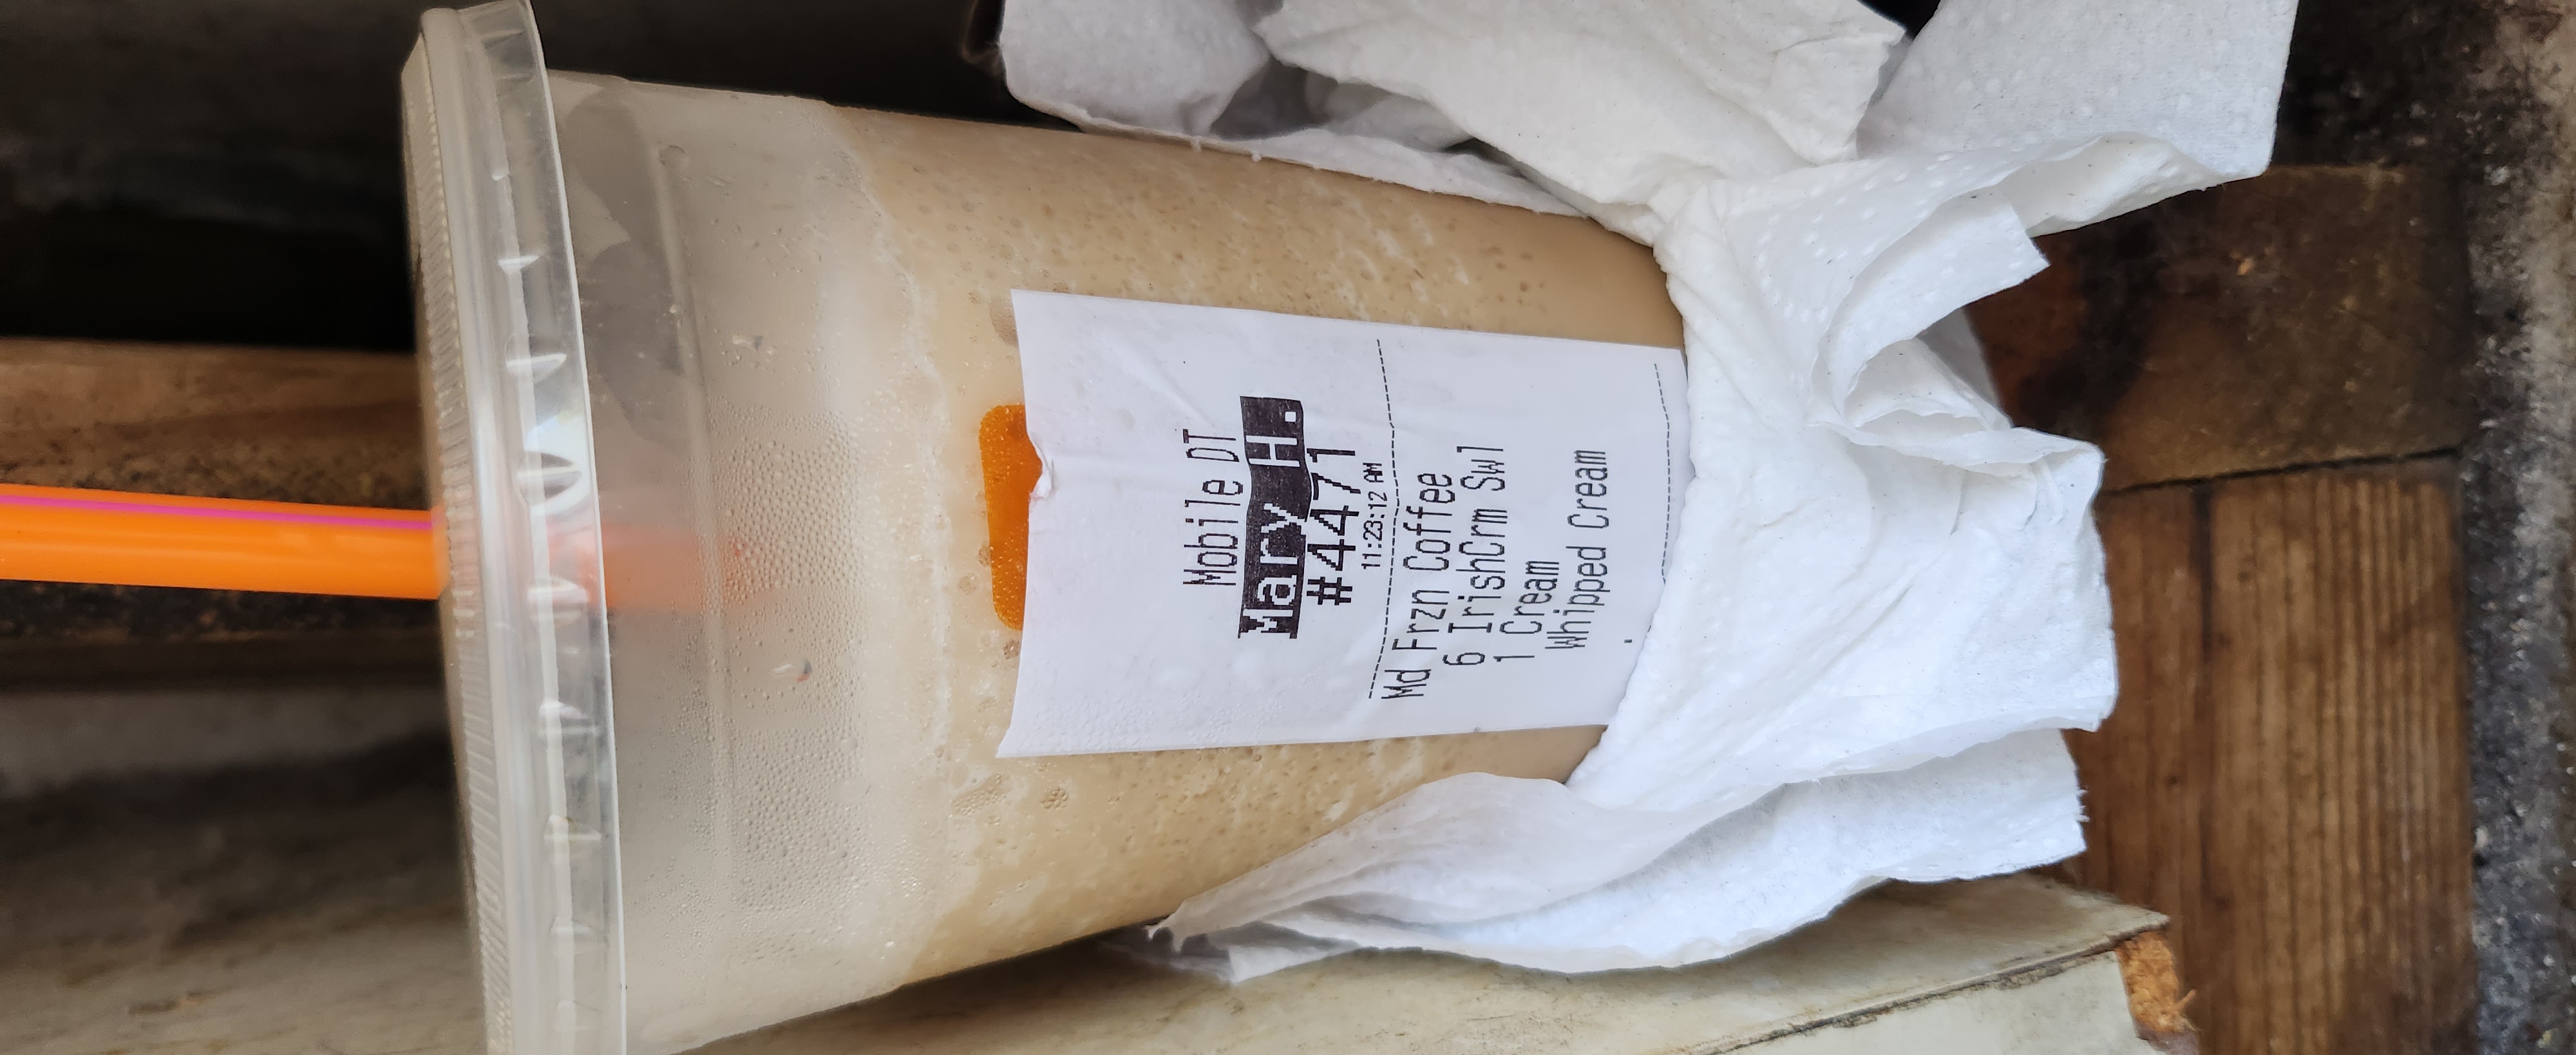 Mobile DT
Mary H.
#4471
11:23:12 AM
Md Frzn Coffee
6 IrishCrm Swl
1 Cream
Whipped Cream